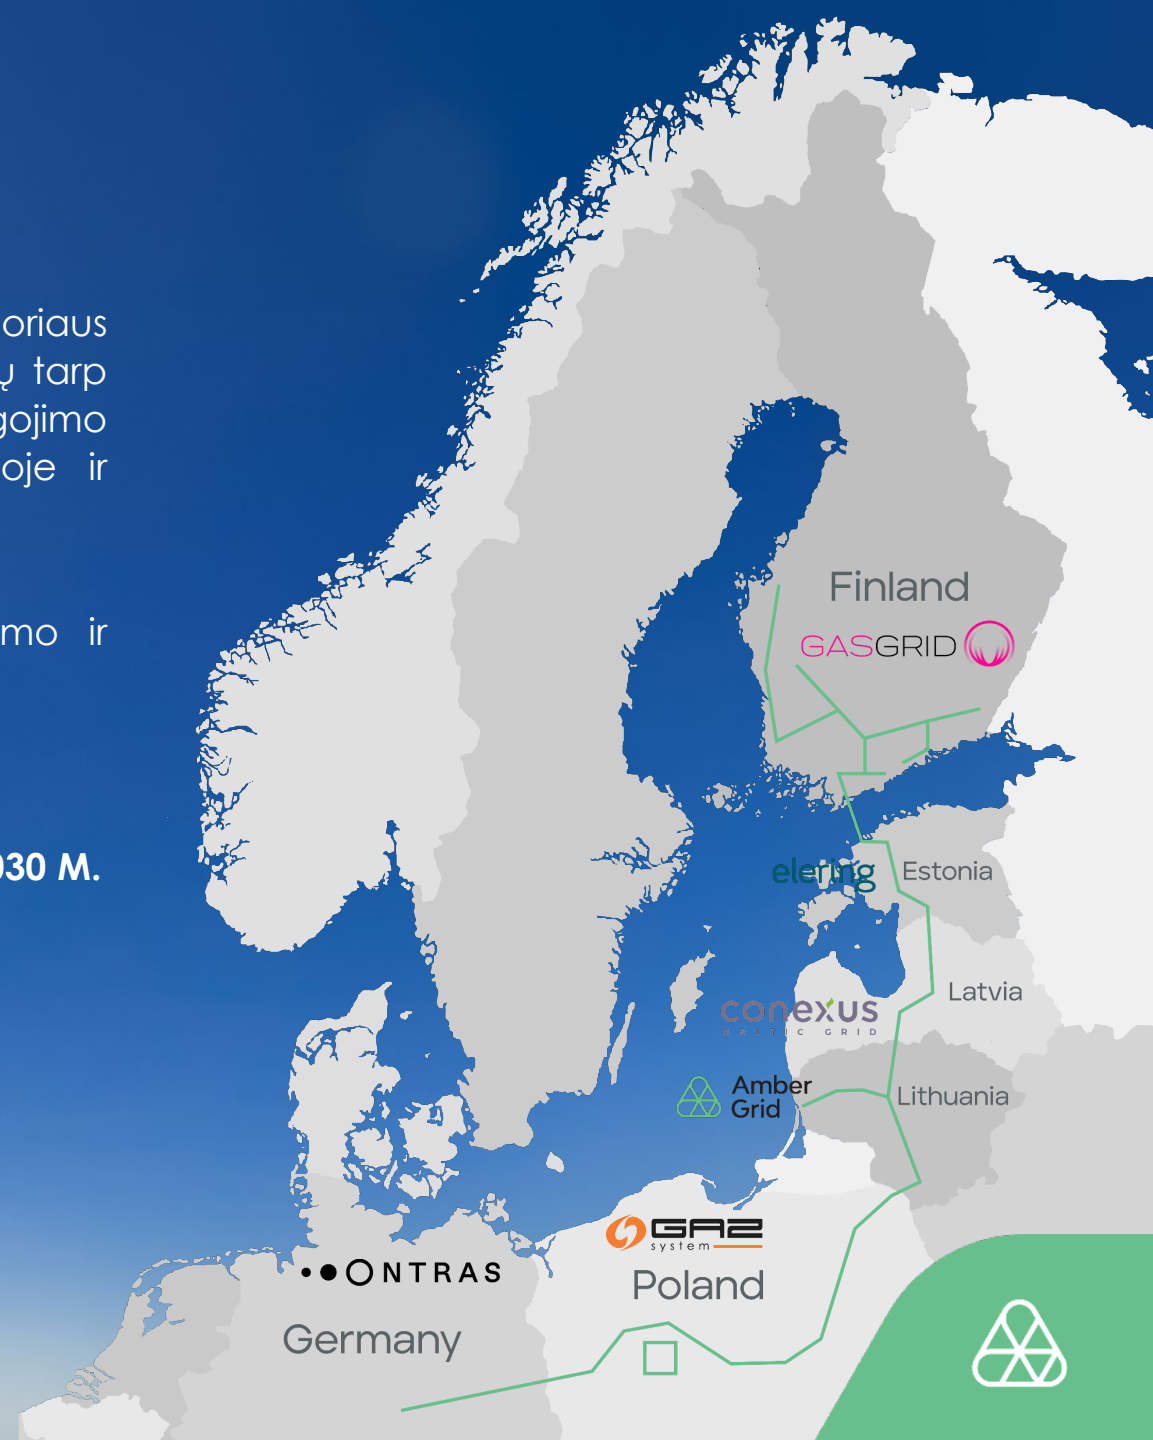 oriaus
ų tarp
gojimo
oje ir
mo ir
030 M.
Finland
GASGRID
elering
Estonia
Latvia
conexus
BALTIC GRID
Amber
Grid
Lithuania
GAZ
system
Poland
ONTRAS
Germany